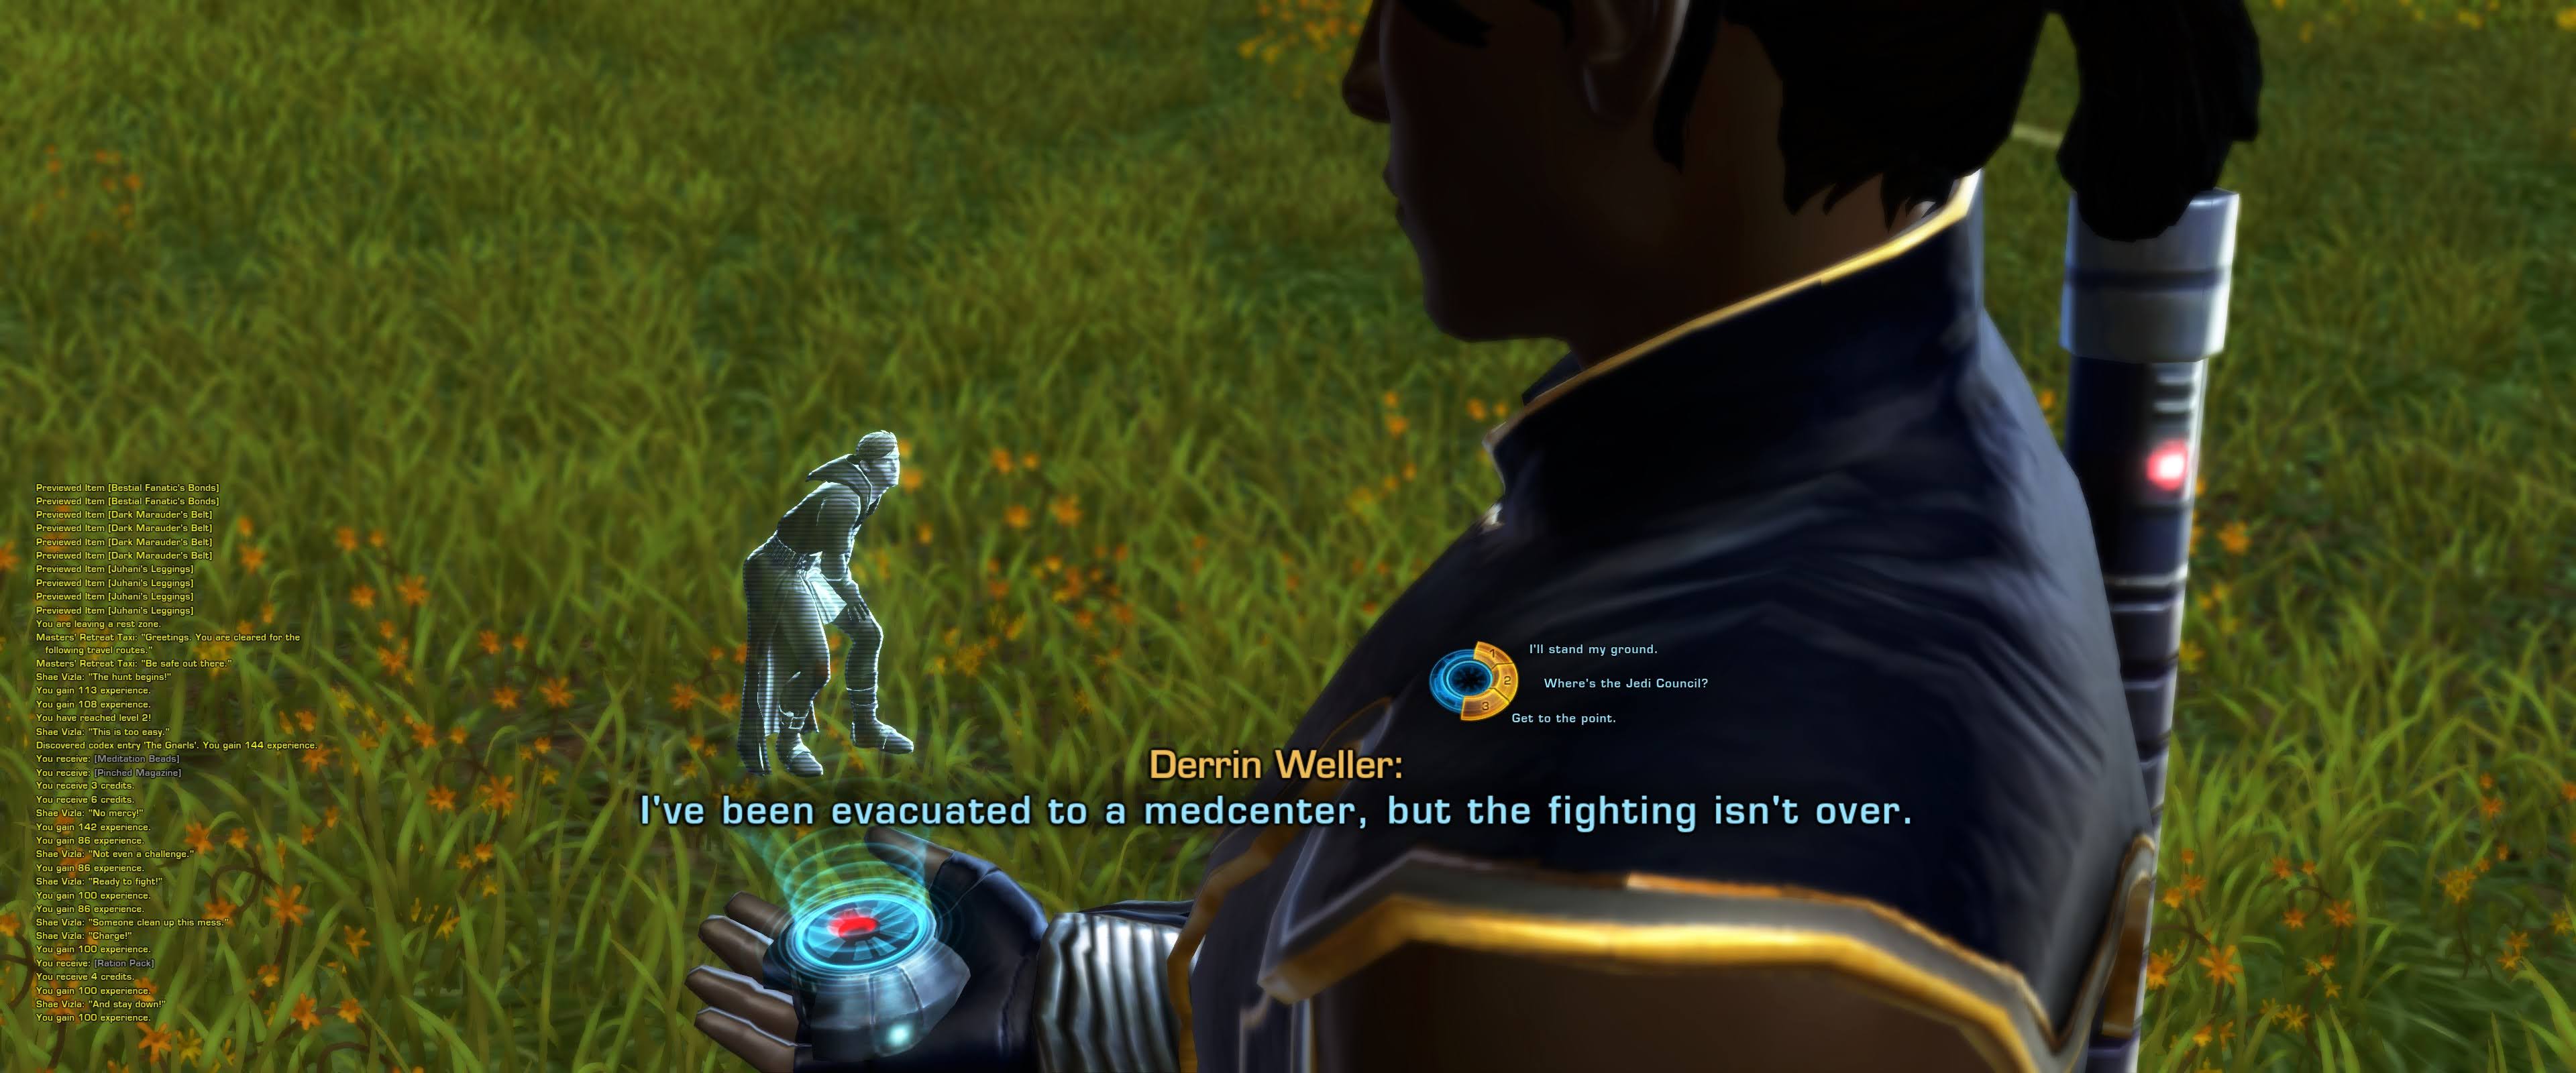 Previewed Item [Bestial Fanatic's Bonds]
Previewed Item [Bestial Fanatic's Bonds]
Previewed Item [Dark Marauder's Belt]
Previewed Item [Dark Marauder's Belt]
Previewed Item [Dark Marauder's Belt]
Previewed Item [Dark Marauder's Belt]
Previewed Item [Juhani's Leggings]
Previewed Item [Juhani's Leggings]
Previewed Item [Juhani's Leggings]
Previewed Item [Juhani's Leggings]
You are leaving a rest zone.
Masters' Retreat Taxi: "Greetings. You are cleared for the
following travel routes."
Masters' Retreat Taxi: "Be safe out there."
Shae Vizla: "The hunt begins!"
You gain 113 experience.
You gain 108 experience.
You have reached level 2!
Shae Vizla: "This is too easy."
Discovered codex entry 'The Gnarls'. You gain 144 experience.
You receive: [Meditation Beads]
You receive: [Pinched Magazine]
You receive 3 credits.
You receive 6 credits.
Shae Vizla: "No mercy!"
You gain 142 experience.
You gain 86 experience.
Shae Vizla: "Not even a challenge."
You gain 86 experience.
Shae Vizla: "Ready to fight!"
You gain 100 experience.
You gain 86 experience.
Shae Vizla: "Someone clean up this mess."
Shae Vizla: "Charge!"
You gain 100 experience.
You receive: [Ration Pack]
You receive 4 credits.
You gain 100 experience.
Shae Vizla: "And stay down!"
You gain 100 experience.
1 I'll stand my ground.
2 Where's the Jedi Council?
3 Get to the point.
Derrin Weller:
I've been evacuated to a medcenter, but the fighting isn't over.